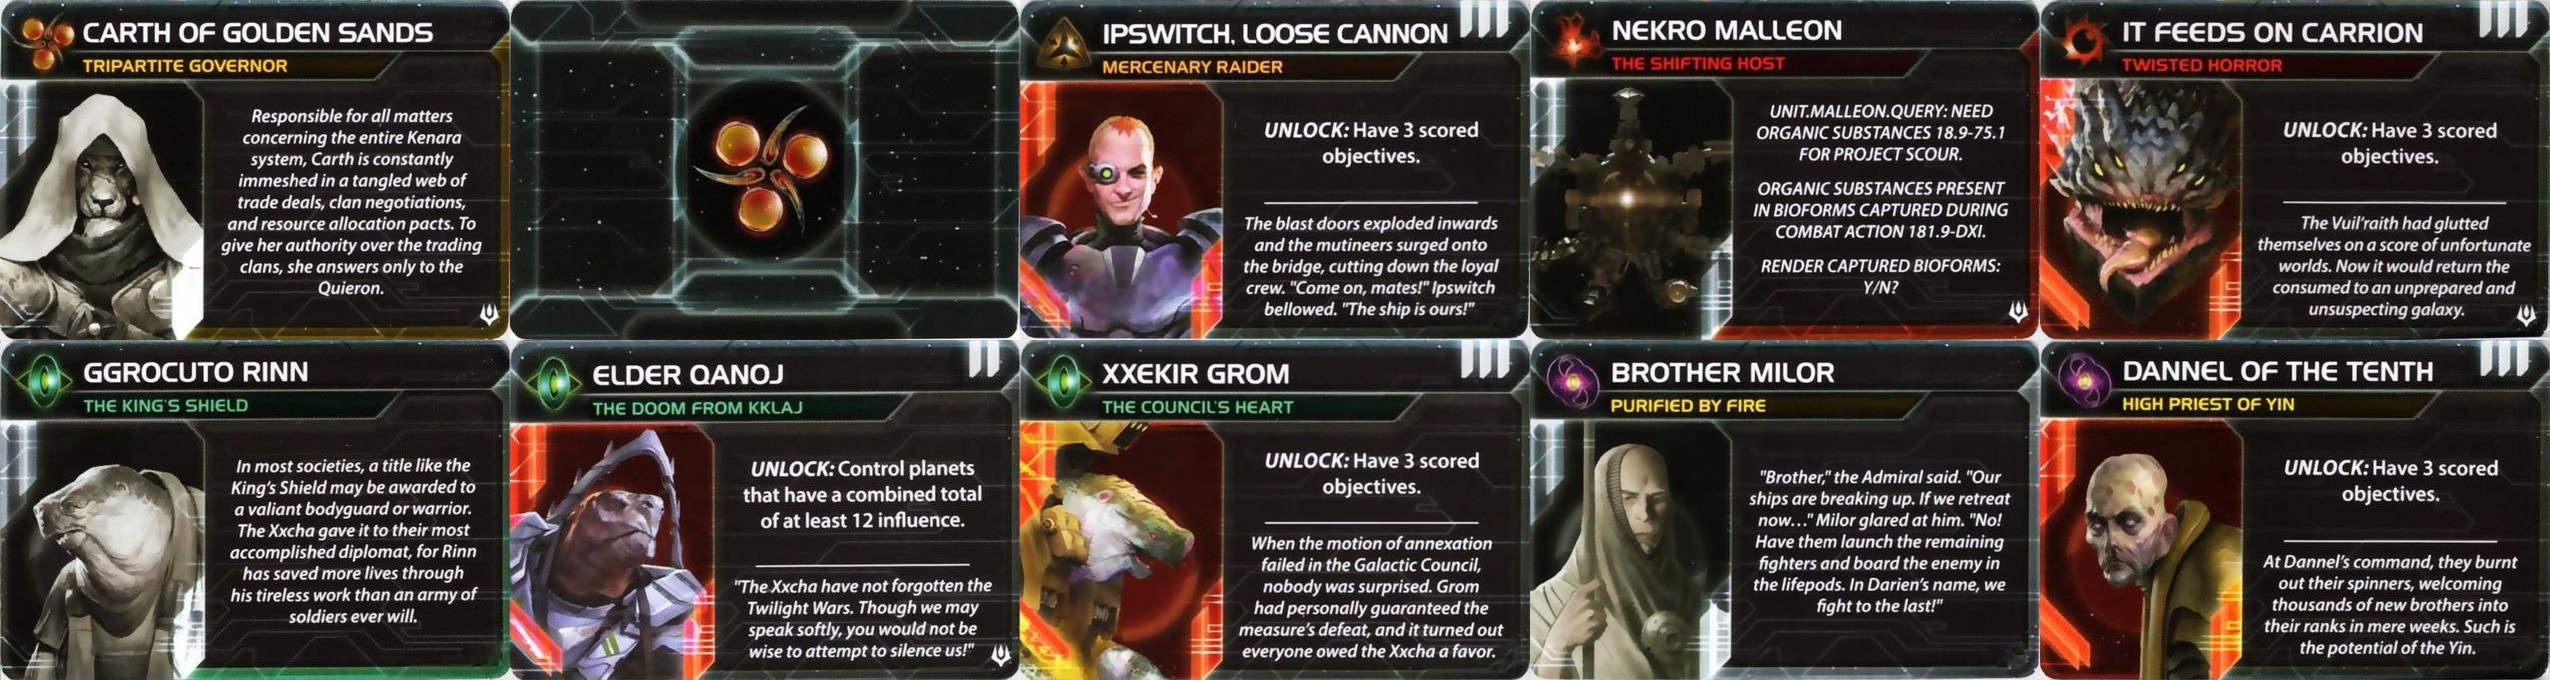 CARTH OF GOLDEN SANDS
TRIPARTITE GOVERNOR
Responsible for all matters
concerning the entire Kenara
system, Carth is constantly
immeshed in a tangled web of
trade deals, clan negotiations,
and resource allocation pacts. To
give her authority over the trading
clans, she answers only to the
Quieron.
IPSWITCH, LOOSE CANNON
MERCENARY RAIDER
UNLOCK: Have 3 scored
objectives.
The blast doors exploded inwards
and the mutineers surged onto
the bridge, cutting down the loyal
crew. "Come on, mates!" Ipswitch
bellowed. "The ship is ours!"
NEKRO MALLEON
THE SHIFTING HOST
UNIT.MALLEON.QUERY: NEED
ORGANIC SUBSTANCES 18.9-75.1
FOR PROJECT SCOUR.
ORGANIC SUBSTANCES PRESENT
IN BIOFORMS CAPTURED DURING
COMBAT ACTION 181.9-DXI.
RENDER CAPTURED BIOFORMS:
Y/N?
IT FEEDS ON CARRION
TWISTED HORROR
UNLOCK: Have 3 scored
objectives.
The Vuil'raith had glutted
themselves on a score of unfortunate
worlds. Now it would return the
consumed to an unprepared and
unsuspecting galaxy.
GGROCUTO RINN
THE KING'S SHIELD
In most societies, a title like the
King's Shield may be awarded to
a valiant bodyguard or warrior.
The Xxcha gave it to their most
accomplished diplomat, for Rinn
has saved more lives through
his tireless work than an army of
soldiers ever will.
ELDER QANOJ
THE DOOM FROM KKLAJ
UNLOCK: Control planets
that have a combined total
of at least 12 influence.
"The Xxcha have not forgotten the
Twilight Wars. Though we may
speak softly, you would not be
wise to attempt to silence us!"
XXEKIR GROM
THE COUNCIL'S HEART
UNLOCK: Have 3 scored
objectives.
When the motion of annexation
failed in the Galactic Council,
nobody was surprised. Grom
had personally guaranteed the
measure's defeat, and it turned out
everyone owed the Xxcha a favor.
BROTHER MILOR
PURIFIED BY FIRE
"Brother," the Admiral said. "Our
ships are breaking up. If we retreat
now…" Milor glared at him. "No!
Have them launch the remaining
fighters and board the enemy in
the lifepods. In Darien's name, we
fight to the last!"
DANNEL OF THE TENTH
HIGH PRIEST OF YIN
UNLOCK: Have 3 scored
objectives.
At Dannel's command, they burnt
out their spinners, welcoming
thousands of new brothers into
their ranks in mere weeks. Such is
the potential of the Yin.